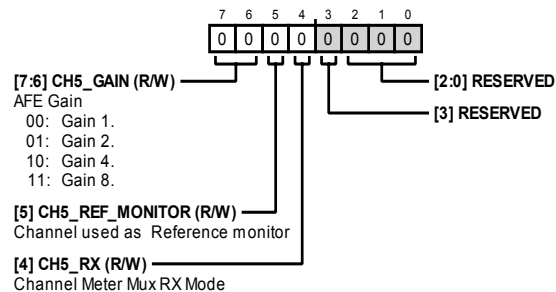 7 6 5 4 3 2 1 0
0 0 0 0 0 0 0 0
[7:6] CH5_GAIN (R/W)
AFE Gain
00: Gain 1.
01: Gain 2.
10: Gain 4.
11: Gain 8.
[5] CH5_REF_MONITOR (R/W)
Channel used as Reference monitor
[4] CH5_RX (R/W)
Channel Meter Mux RX Mode
[2:0] RESERVED
[3] RESERVED